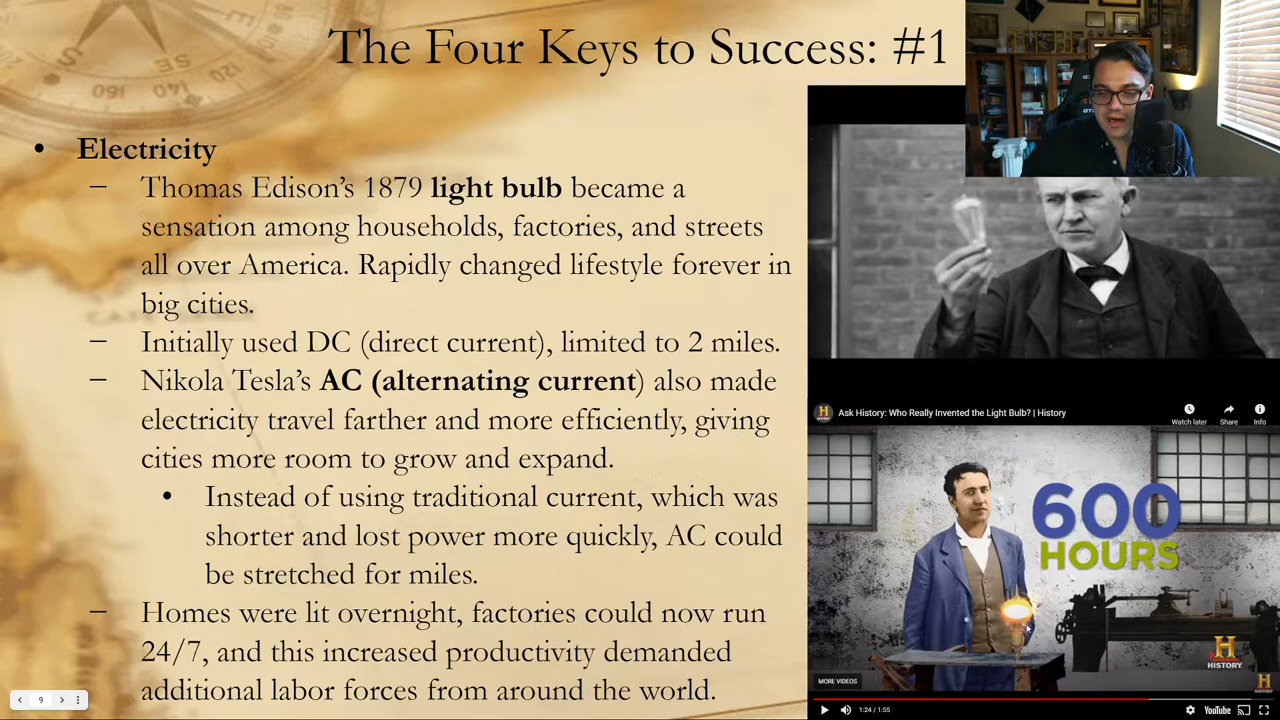 The Four Keys to Success: #1
• Electricity
– Thomas Edison's 1879 light bulb became a
sensation among households, factories, and streets
all over America. Rapidly changed lifestyle forever in
big cities.
– Initially used DC (direct current), limited to 2 miles.
– Nikola Tesla's AC (alternating current) also made
electricity travel farther and more efficiently, giving
cities more room to grow and expand.
• Instead of using traditional current, which was
shorter and lost power more quickly, AC could
be stretched for miles.
– Homes were lit overnight, factories could now run
24/7, and this increased productivity demanded
additional labor forces from around the world.
Ask History: Who Really Invented the Light Bulb? | History
Watch later
Share
Info
600
HOURS
H
HISTORY
MORE VIDEOS
1:24 / 1:55
YouTube
9
SE
120
140
160